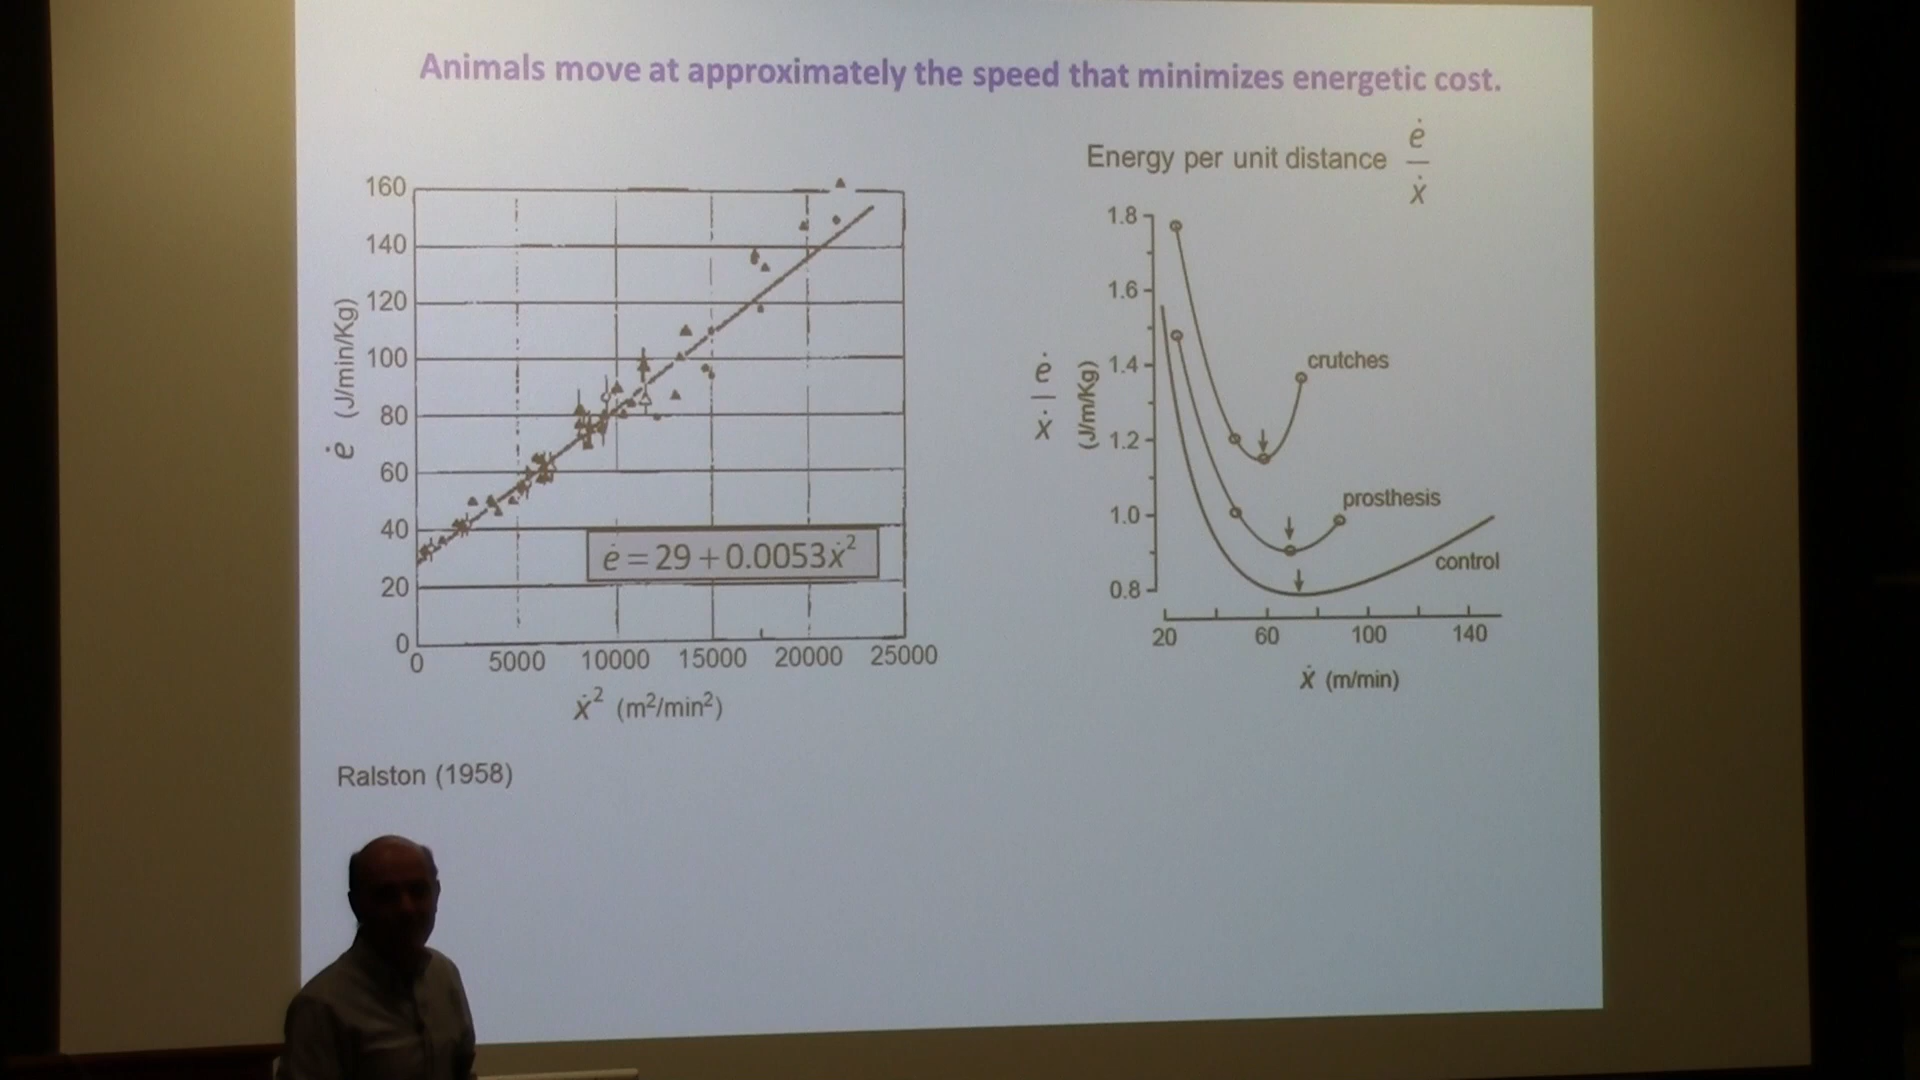 Animals move at approximately the speed that minimizes energetic cost.
160
140
120
100
80
60
40
20
0
ė (J/min/Kg)
ė = 29 + 0.0053ẋ²
0 5000 10000 15000 20000 25000
ẋ² (m²/min²)
Ralston (1958)
Energy per unit distance ė/ẋ
1.8
1.6
1.4
1.2
1.0
0.8
ė/ẋ (J/m/Kg)
crutches
prosthesis
control
20 60 100 140
ẋ (m/min)